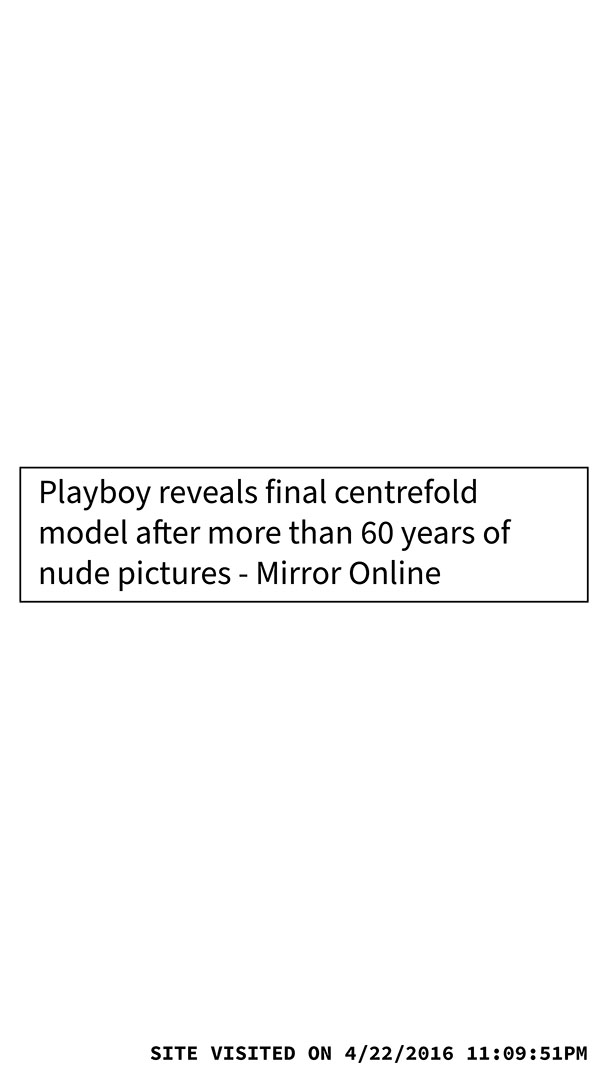 Playboy reveals final centrefold
model after more than 60 years of
nude pictures - Mirror Online
SITE VISITED ON 4/22/2016 11:09:51PM